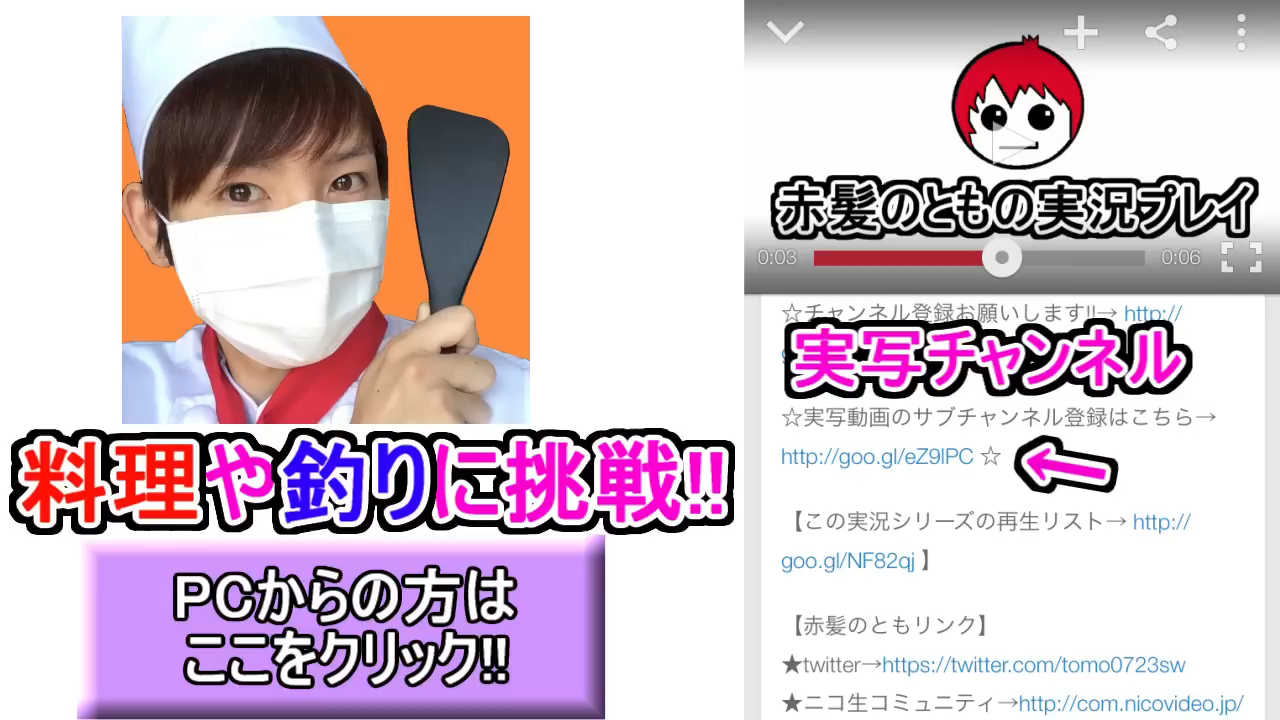 料理や釣りに挑戦!!
PCからの方は
ここをクリック!!
赤髪のともの実況プレイ
0:03
0:06
☆チャンネル登録お願いします!!→ http://
実写チャンネル
☆実写動画のサブチャンネル登録はこちら→
http://goo.gl/eZ9lPC ☆
【この実況シリーズの再生リスト→ http://
goo.gl/NF82qj 】
【赤髪のともリンク】
★twitter→https://twitter.com/tomo0723sw
★ニコ生コミュニティ→http://com.nicovideo.jp/